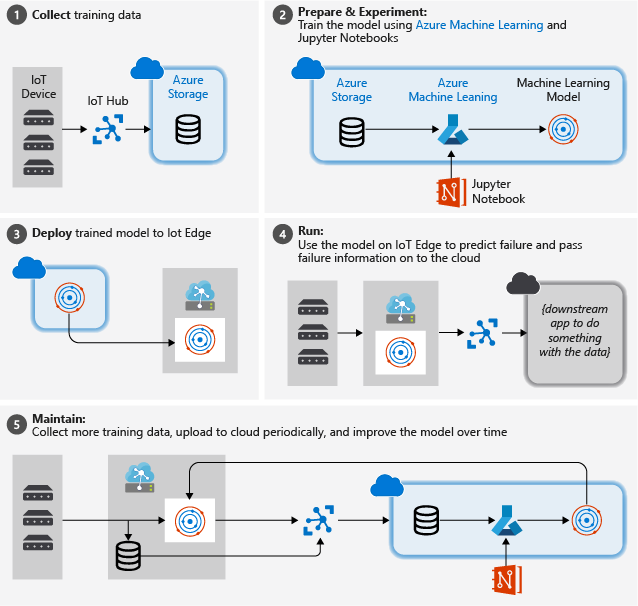 1 Collect training data
IoT
Device
IoT Hub
Azure
Storage
2 Prepare & Experiment:
Train the model using Azure Machine Learning and
Jupyter Notebooks
Azure
Storage
Azure
Machine Leaning
Machine Learning
Model
Jupyter
Notebook
3 Deploy trained model to Iot Edge
4 Run:
Use the model on IoT Edge to predict failure and pass
failure information on to the cloud
{downstream
app to do
something
with the data}
5 Maintain:
Collect more training data, upload to cloud periodically, and improve the model over time